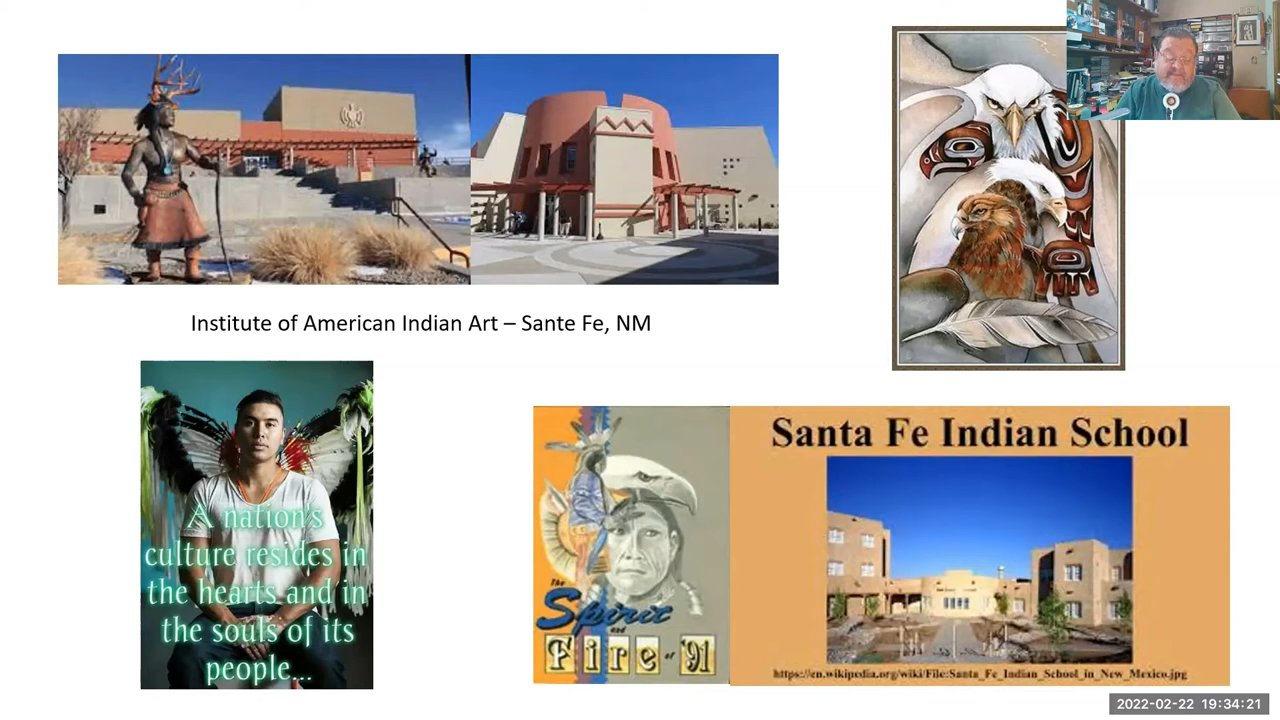 Institute of American Indian Art – Sante Fe, NM
A nation's
culture resides in
the hearts and in
the souls of its
people...
The
Spirit
and
Fire of '91
Santa Fe Indian School
https://en.wikipedia.org/wiki/File:Santa_Fe_Indian_School_in_New_Mexico.jpg
2022-02-22 19:34:21